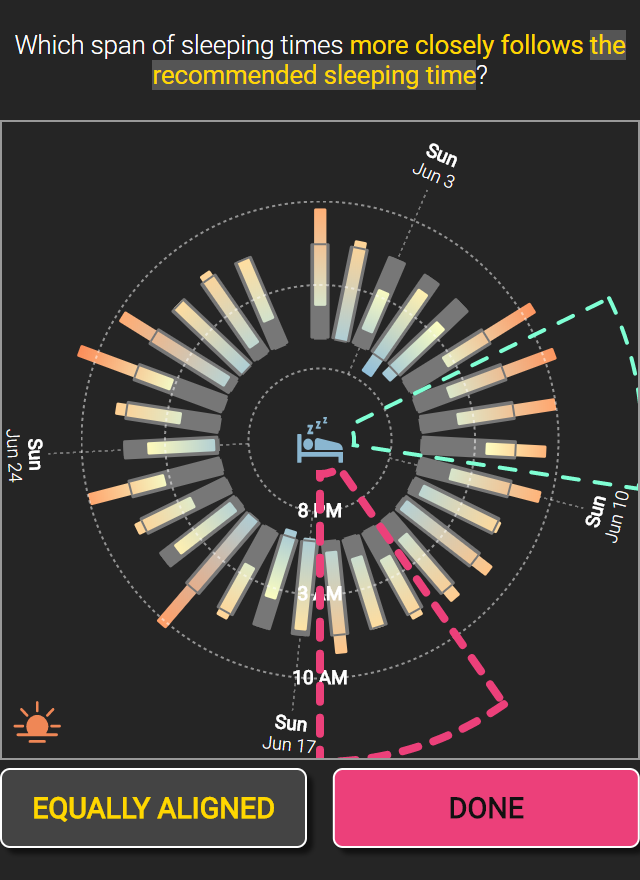 Which span of sleeping times more closely follows the
recommended sleeping time?
Sun
Jun 3
z z z
Sun
Jun 24
Sun
Jun 10
8 PM
3 AM
10 AM
Sun
Jun 17
EQUALLY ALIGNED
DONE